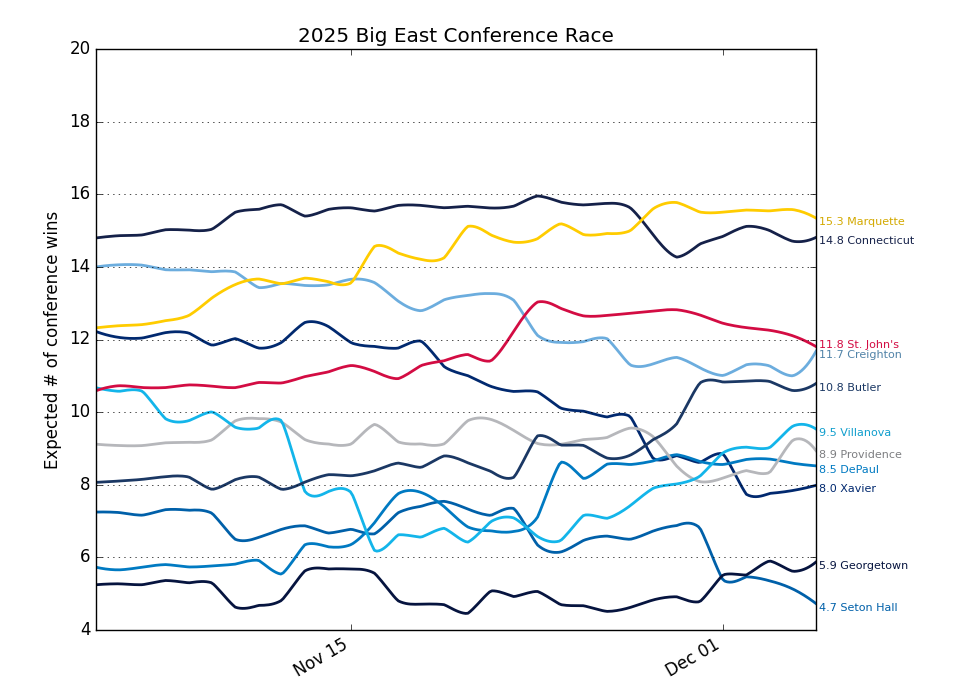 2025 Big East Conference Race
Expected # of conference wins
20
18
16
14
12
10
8
6
4
15.3 Marquette
14.8 Connecticut
11.8 St. John's
11.7 Creighton
10.8 Butler
9.5 Villanova
8.9 Providence
8.5 DePaul
8.0 Xavier
5.9 Georgetown
4.7 Seton Hall
Nov 15
Dec 01